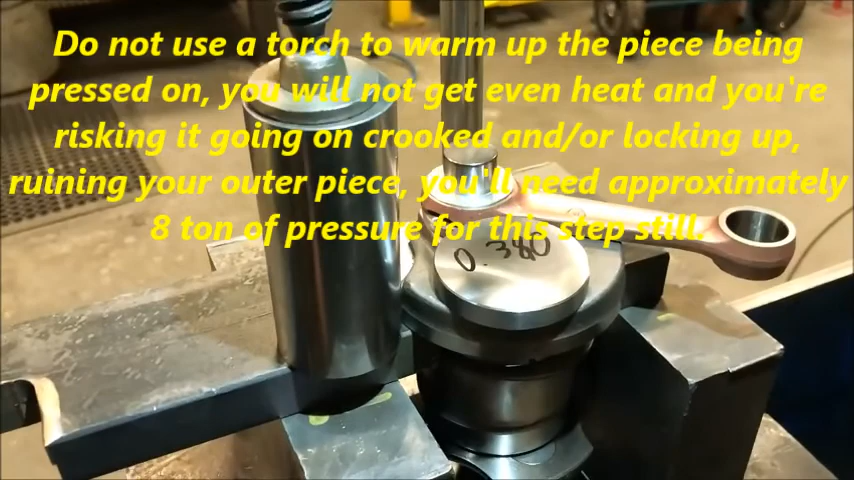 Do not use a torch to warm up the piece being
pressed on, you will not get even heat and you're
risking it going on crooked and/or locking up,
ruining your outer piece, you'll need approximately
8 ton of pressure for this step still.
0.380